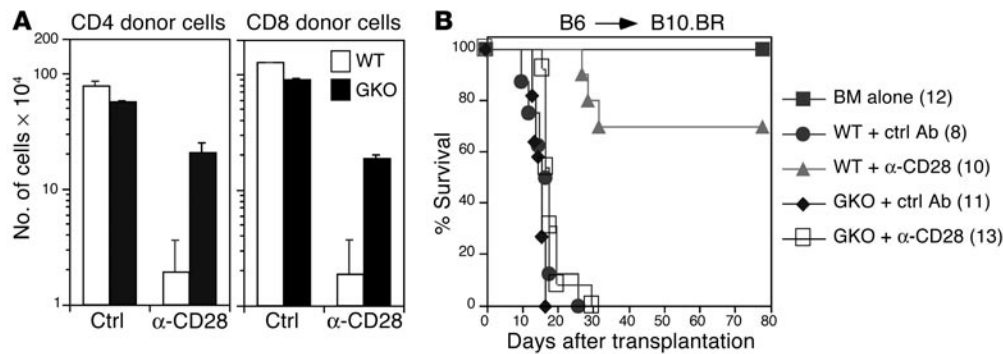 A
CD4 donor cells
CD8 donor cells
No. of cells × 10⁴
200
100
10
1
WT
GKO
Ctrl
α-CD28
Ctrl
α-CD28
B
B6 → B10.BR
% Survival
100
80
60
40
20
0
0 10 20 30 40 50 60 70 80
Days after transplantation
BM alone (12)
WT + ctrl Ab (8)
WT + α-CD28 (10)
GKO + ctrl Ab (11)
GKO + α-CD28 (13)